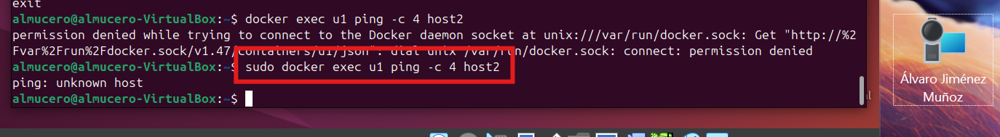 exit
almucero@almucero-VirtualBox:~$ docker exec u1 ping -c 4 host2
permission denied while trying to connect to the Docker daemon socket at unix:///var/run/docker.sock: Get "http://%2
Fvar%2Frun%2Fdocker.sock/v1.47/containers/u1/json": dial unix /var/run/docker.sock: connect: permission denied
almucero@almucero-VirtualBox:~$ sudo docker exec u1 ping -c 4 host2
ping: unknown host
almucero@almucero-VirtualBox:~$
Álvaro Jiménez
Muñoz